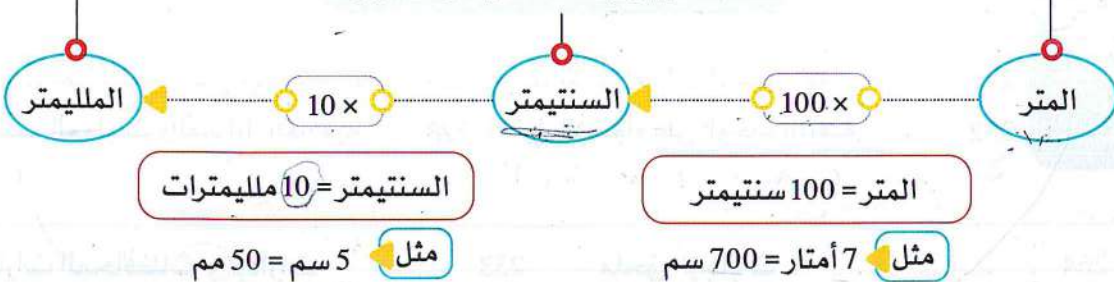 المتر × 100 السنتيمتر × 10 الملليمتر
المتر = 100 سنتيمتر
السنتيمتر = 10 ملليمترات
مثل 7 أمتار = 700 سم
مثل 5 سم = 50 مم